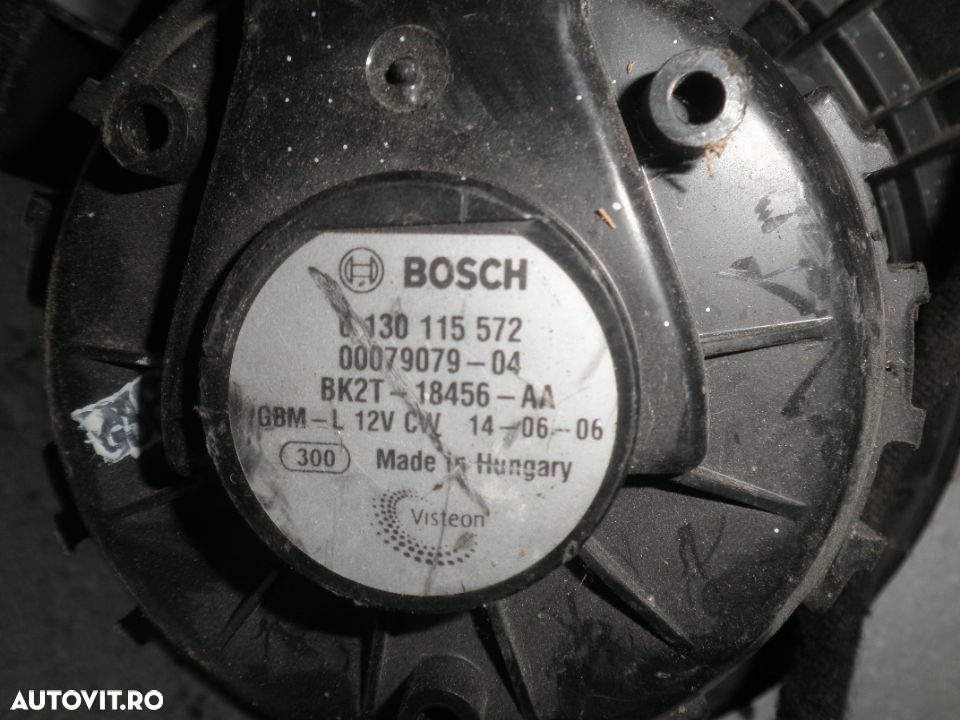 BOSCH
0 130 115 572
00079079-04
BK2T-18456-AA
GBM-L 12V CW 14-06-06
300 Made in Hungary
Visteon
AUTOVIT.RO